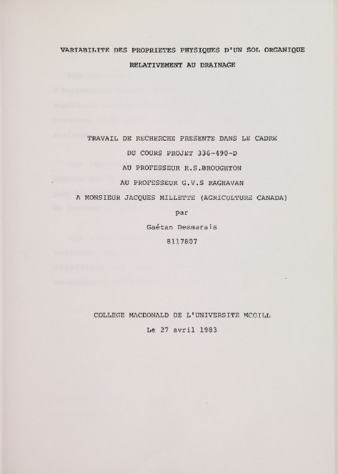 VARIABILITE DES PROPRIETES PHYSIQUES D'UN SOL ORGANIQUE
RELATIVEMENT AU DRAINAGE
TRAVAIL DE RECHERCHE PRESENTE DANS LE CADRE
DU COURS PROJET 336-490-D
AU PROFESSEUR R.S.BROUGHTON
AU PROFESSEUR G.V.S RAGHAVAN
A MONSIEUR JACQUES MILLETTE (AGRICULTURE CANADA)
par
Gaétan Desmarais
8117807
COLLEGE MACDONALD DE L'UNIVERSITE MCGILL
Le 27 avril 1983